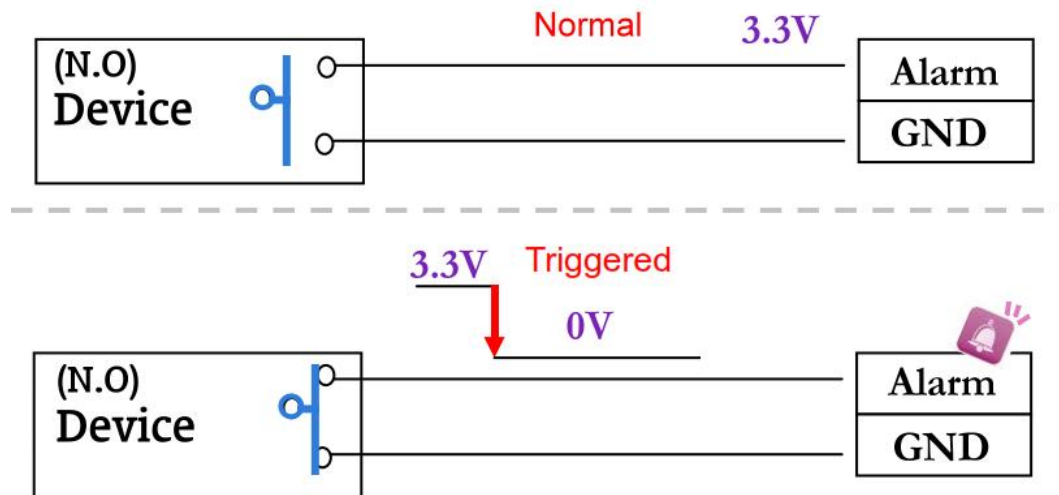 Normal 3.3V
(N.O)
Device
Alarm
GND
3.3V Triggered
0V
(N.O)
Device
Alarm
GND